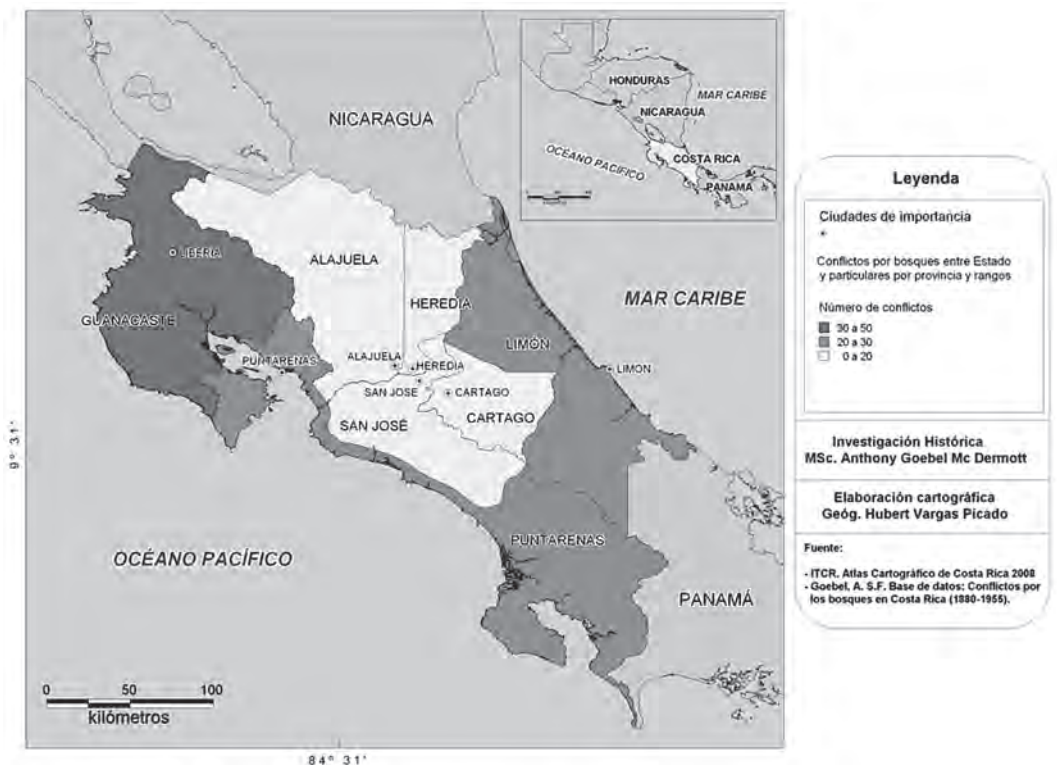 NICARAGUA
HONDURAS
MAR CARIBE
NICARAGUA
OCÉANO PACÍFICO
COSTA RICA
PANAMÁ
ALAJUELA
LIBERIA
HEREDIA
MAR CARIBE
GUANACASTE
LIMÓN
PUNTARENAS
ALAJUELA
HEREDIA
LIMON
SAN JOSE
CARTAGO
SAN JOSÉ
CARTAGO
9° 31'
OCÉANO PACÍFICO
PUNTARENAS
PANAMÁ
0 50 100
kilómetros
84° 31'
Leyenda
Ciudades de importancia
Conflictos por bosques entre Estado
y particulares por provincia y rangos
Número de conflictos
30 a 50
20 a 30
0 a 20
Investigación Histórica
MSc. Anthony Goebel Mc Dermott
Elaboración cartográfica
Geóg. Hubert Vargas Picado
Fuente:
- ITCR. Atlas Cartográfico de Costa Rica 2008
- Goebel, A. S.F. Base de datos: Conflictos por
los bosques en Costa Rica (1880-1955).